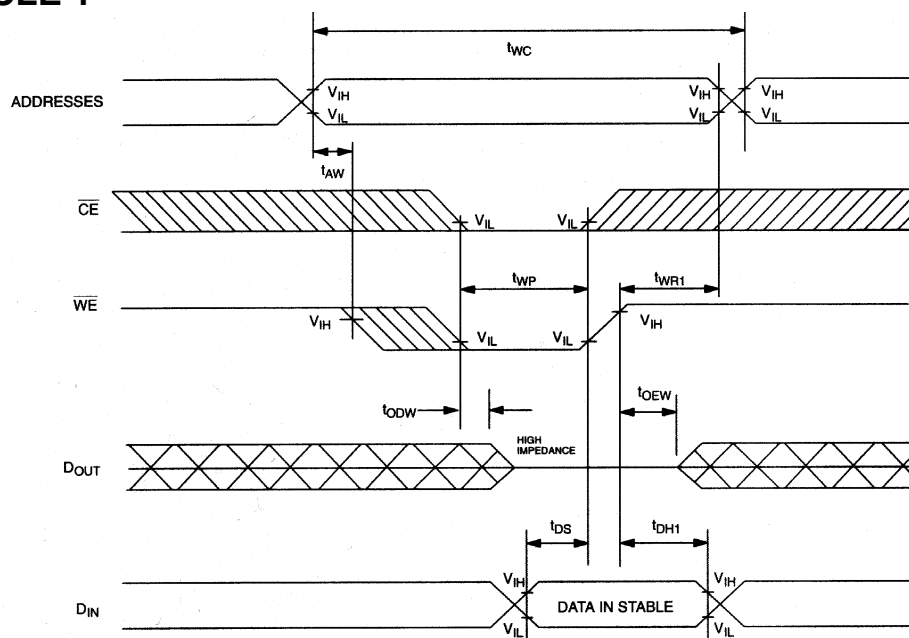 tWC
ADDRESSES
VIH
VIL
VIH
VIL
VIH
VIL
tAW
CE
VIL
VIL
tWP
tWR1
WE
VIH
VIL
VIL
VIH
tODW
tOEW
HIGH
IMPEDANCE
DOUT
tDS
tDH1
DIN
VIH
VIL
DATA IN STABLE
VIH
VIL